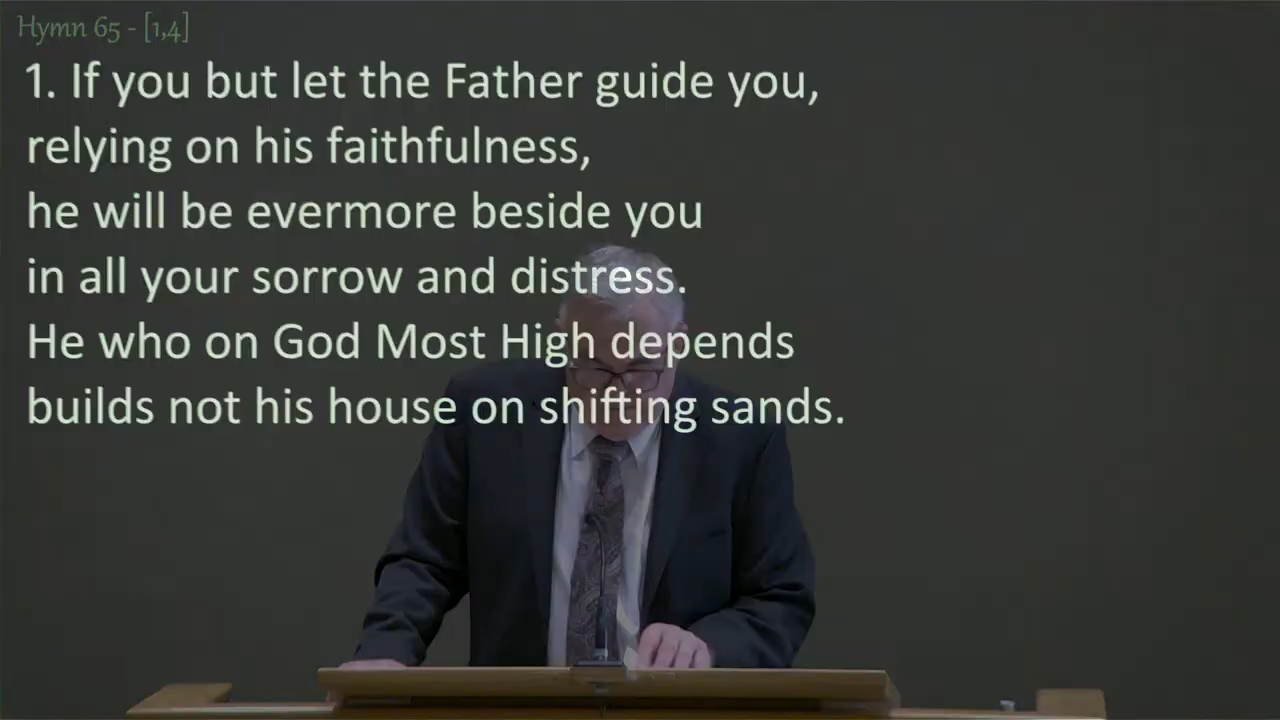 Hymn 65 - [1,4]
1. If you but let the Father guide you,
relying on his faithfulness,
he will be evermore beside you
in all your sorrow and distress.
He who on God Most High depends
builds not his house on shifting sands.